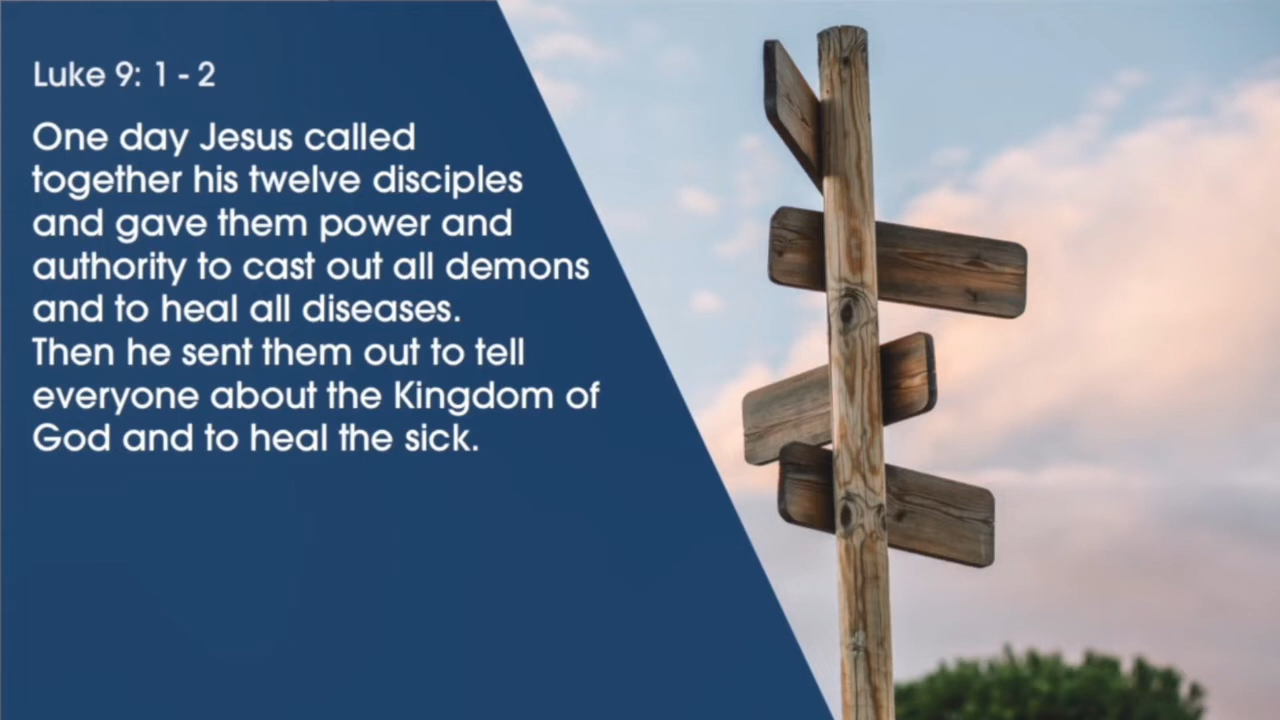 Luke 9: 1 - 2
One day Jesus called
together his twelve disciples
and gave them power and
authority to cast out all demons
and to heal all diseases.
Then he sent them out to tell
everyone about the Kingdom of
God and to heal the sick.